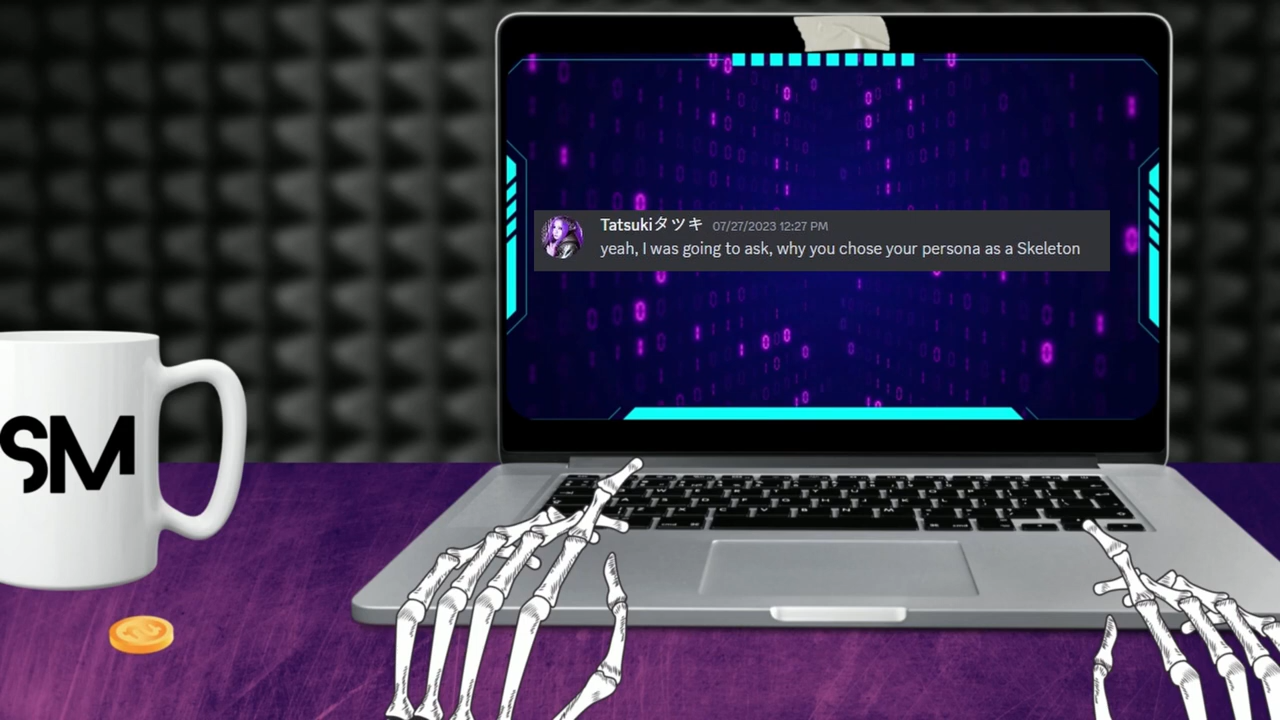 Tatsukiタツキ 07/27/2023 12:27 PM
yeah, I was going to ask, why you chose your persona as a Skeleton
SM